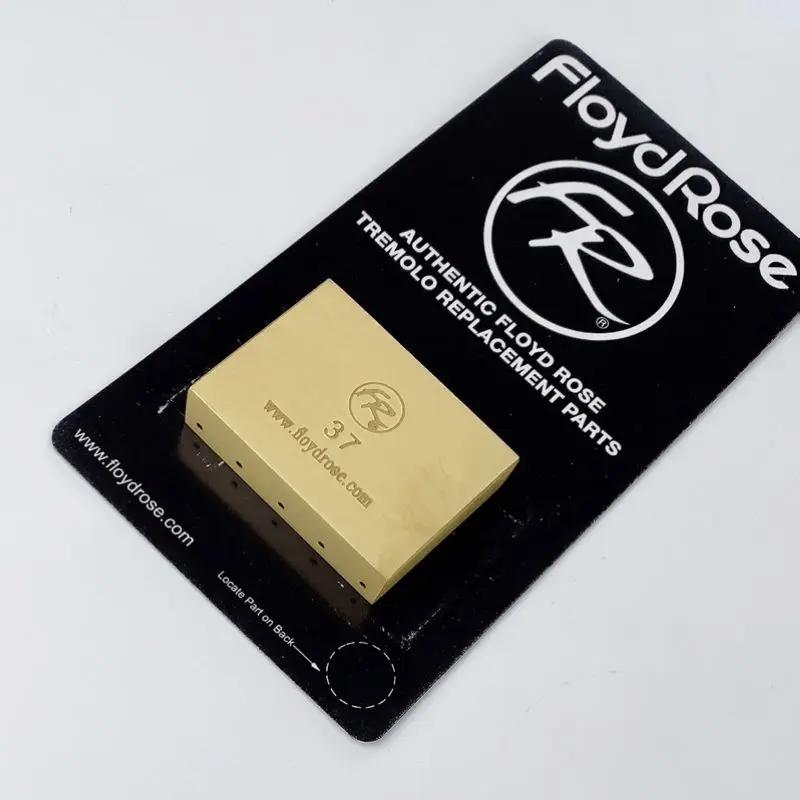 FloydRose
FR
®
AUTHENTIC FLOYD ROSE
TREMOLO REPLACEMENT PARTS
FR
37
www.floydrose.com
www.floydrose.com
Locate Part on Back